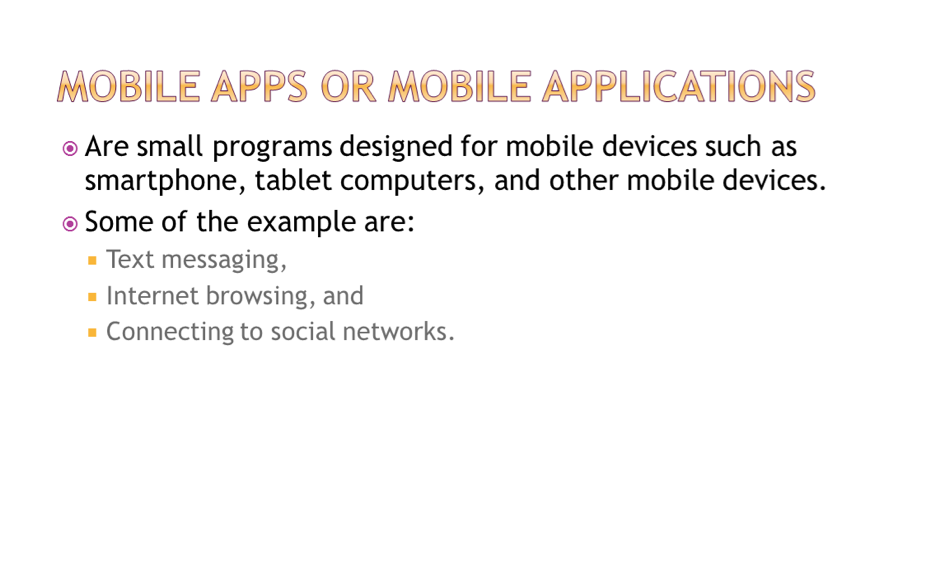 MOBILE APPS OR MOBILE APPLICATIONS
Are small programs designed for mobile devices such as
smartphone, tablet computers, and other mobile devices.
Some of the example are:
Text messaging,
Internet browsing, and
Connecting to social networks.